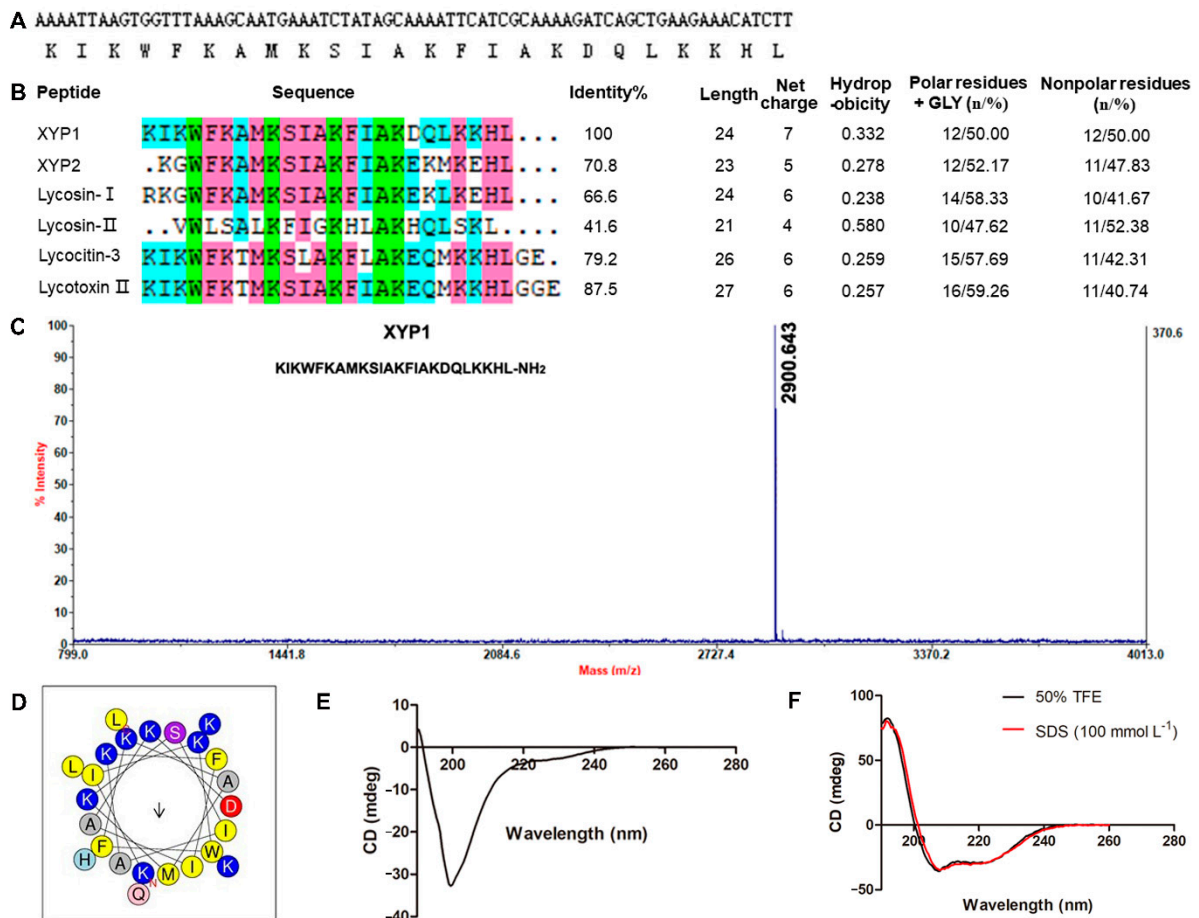 A AAAATTAAGTGGTTTAAAGCAATGAAATCTATAGCAAAATTCATCGCAAAAGATCAGCTGAAGAAACATCTT
K I K W F K A M K S I A K F I A K D Q L K K H L
B Peptide Sequence Identity% Length Net charge Hydrop-obicity Polar residues + GLY (n/%) Nonpolar residues (n/%)
XYP1 KIKWFKAMKSIAKFIAKDQLKKHL... 100 24 7 0.332 12/50.00 12/50.00
XYP2 .KGWFKAMKSIAKFIAKEKMKEHL... 70.8 23 5 0.278 12/52.17 11/47.83
Lycosin-Ⅰ RKGWFKAMKSIAKFIAKEKLKEHL... 66.6 24 6 0.238 14/58.33 10/41.67
Lycosin-Ⅱ ..VWLSALKFIGKHLAKHQLSKL.... 41.6 21 4 0.580 10/47.62 11/52.38
Lycocitin-3 KIKWFKTMKSLAKFLAKEQMKKHLGE. 79.2 26 6 0.259 15/57.69 11/42.31
Lycotoxin Ⅱ KIKWFKTMKSIAKFIAKEQMKKHLGGE 87.5 27 6 0.257 16/59.26 11/40.74
C
XYP1
KIKWFKAMKSIAKFIAKDQLKKHL-NH2
2900.643
370.6
100
90
80
70
60
50
40
30
20
10
0
% Intensity
799.0 1441.8 2084.6 2727.4 3370.2 4013.0
Mass (m/z)
D
L K K S K K F A D I W K I M K Q N A H F A K I L K
E
10
0
−10
−20
−30
−40
CD (mdeg)
200 220 240 260 280
Wavelength (nm)
F
50% TFE
SDS (100 mmol L⁻¹)
100
50
0
−50
CD (mdeg)
200 220 240 260 280
Wavelength (nm)